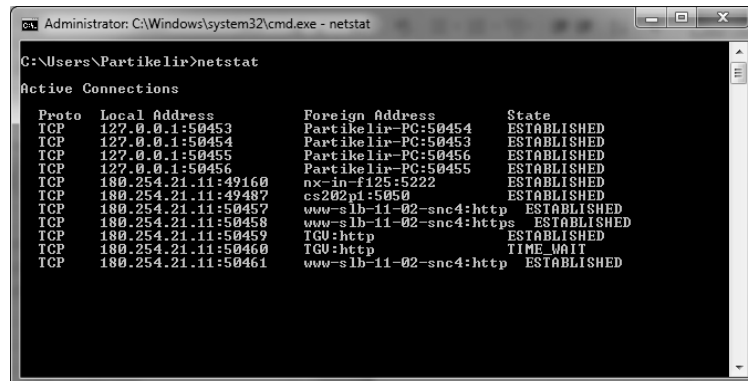 Administrator: C:\Windows\system32\cmd.exe - netstat
C:\Users\Partikelir>netstat
Active Connections
Proto  Local Address          Foreign Address        State
TCP    127.0.0.1:50453        Partikelir-PC:50454    ESTABLISHED
TCP    127.0.0.1:50454        Partikelir-PC:50453    ESTABLISHED
TCP    127.0.0.1:50455        Partikelir-PC:50456    ESTABLISHED
TCP    127.0.0.1:50456        Partikelir-PC:50455    ESTABLISHED
TCP    180.254.21.11:49160    nx-in-f125:5222        ESTABLISHED
TCP    180.254.21.11:49487    cs202p1:5050           ESTABLISHED
TCP    180.254.21.11:50457    www-slb-11-02-snc4:http  ESTABLISHED
TCP    180.254.21.11:50458    www-slb-11-02-snc4:https  ESTABLISHED
TCP    180.254.21.11:50459    TGV:http               ESTABLISHED
TCP    180.254.21.11:50460    TGV:http               TIME_WAIT
TCP    180.254.21.11:50461    www-slb-11-02-snc4:http  ESTABLISHED